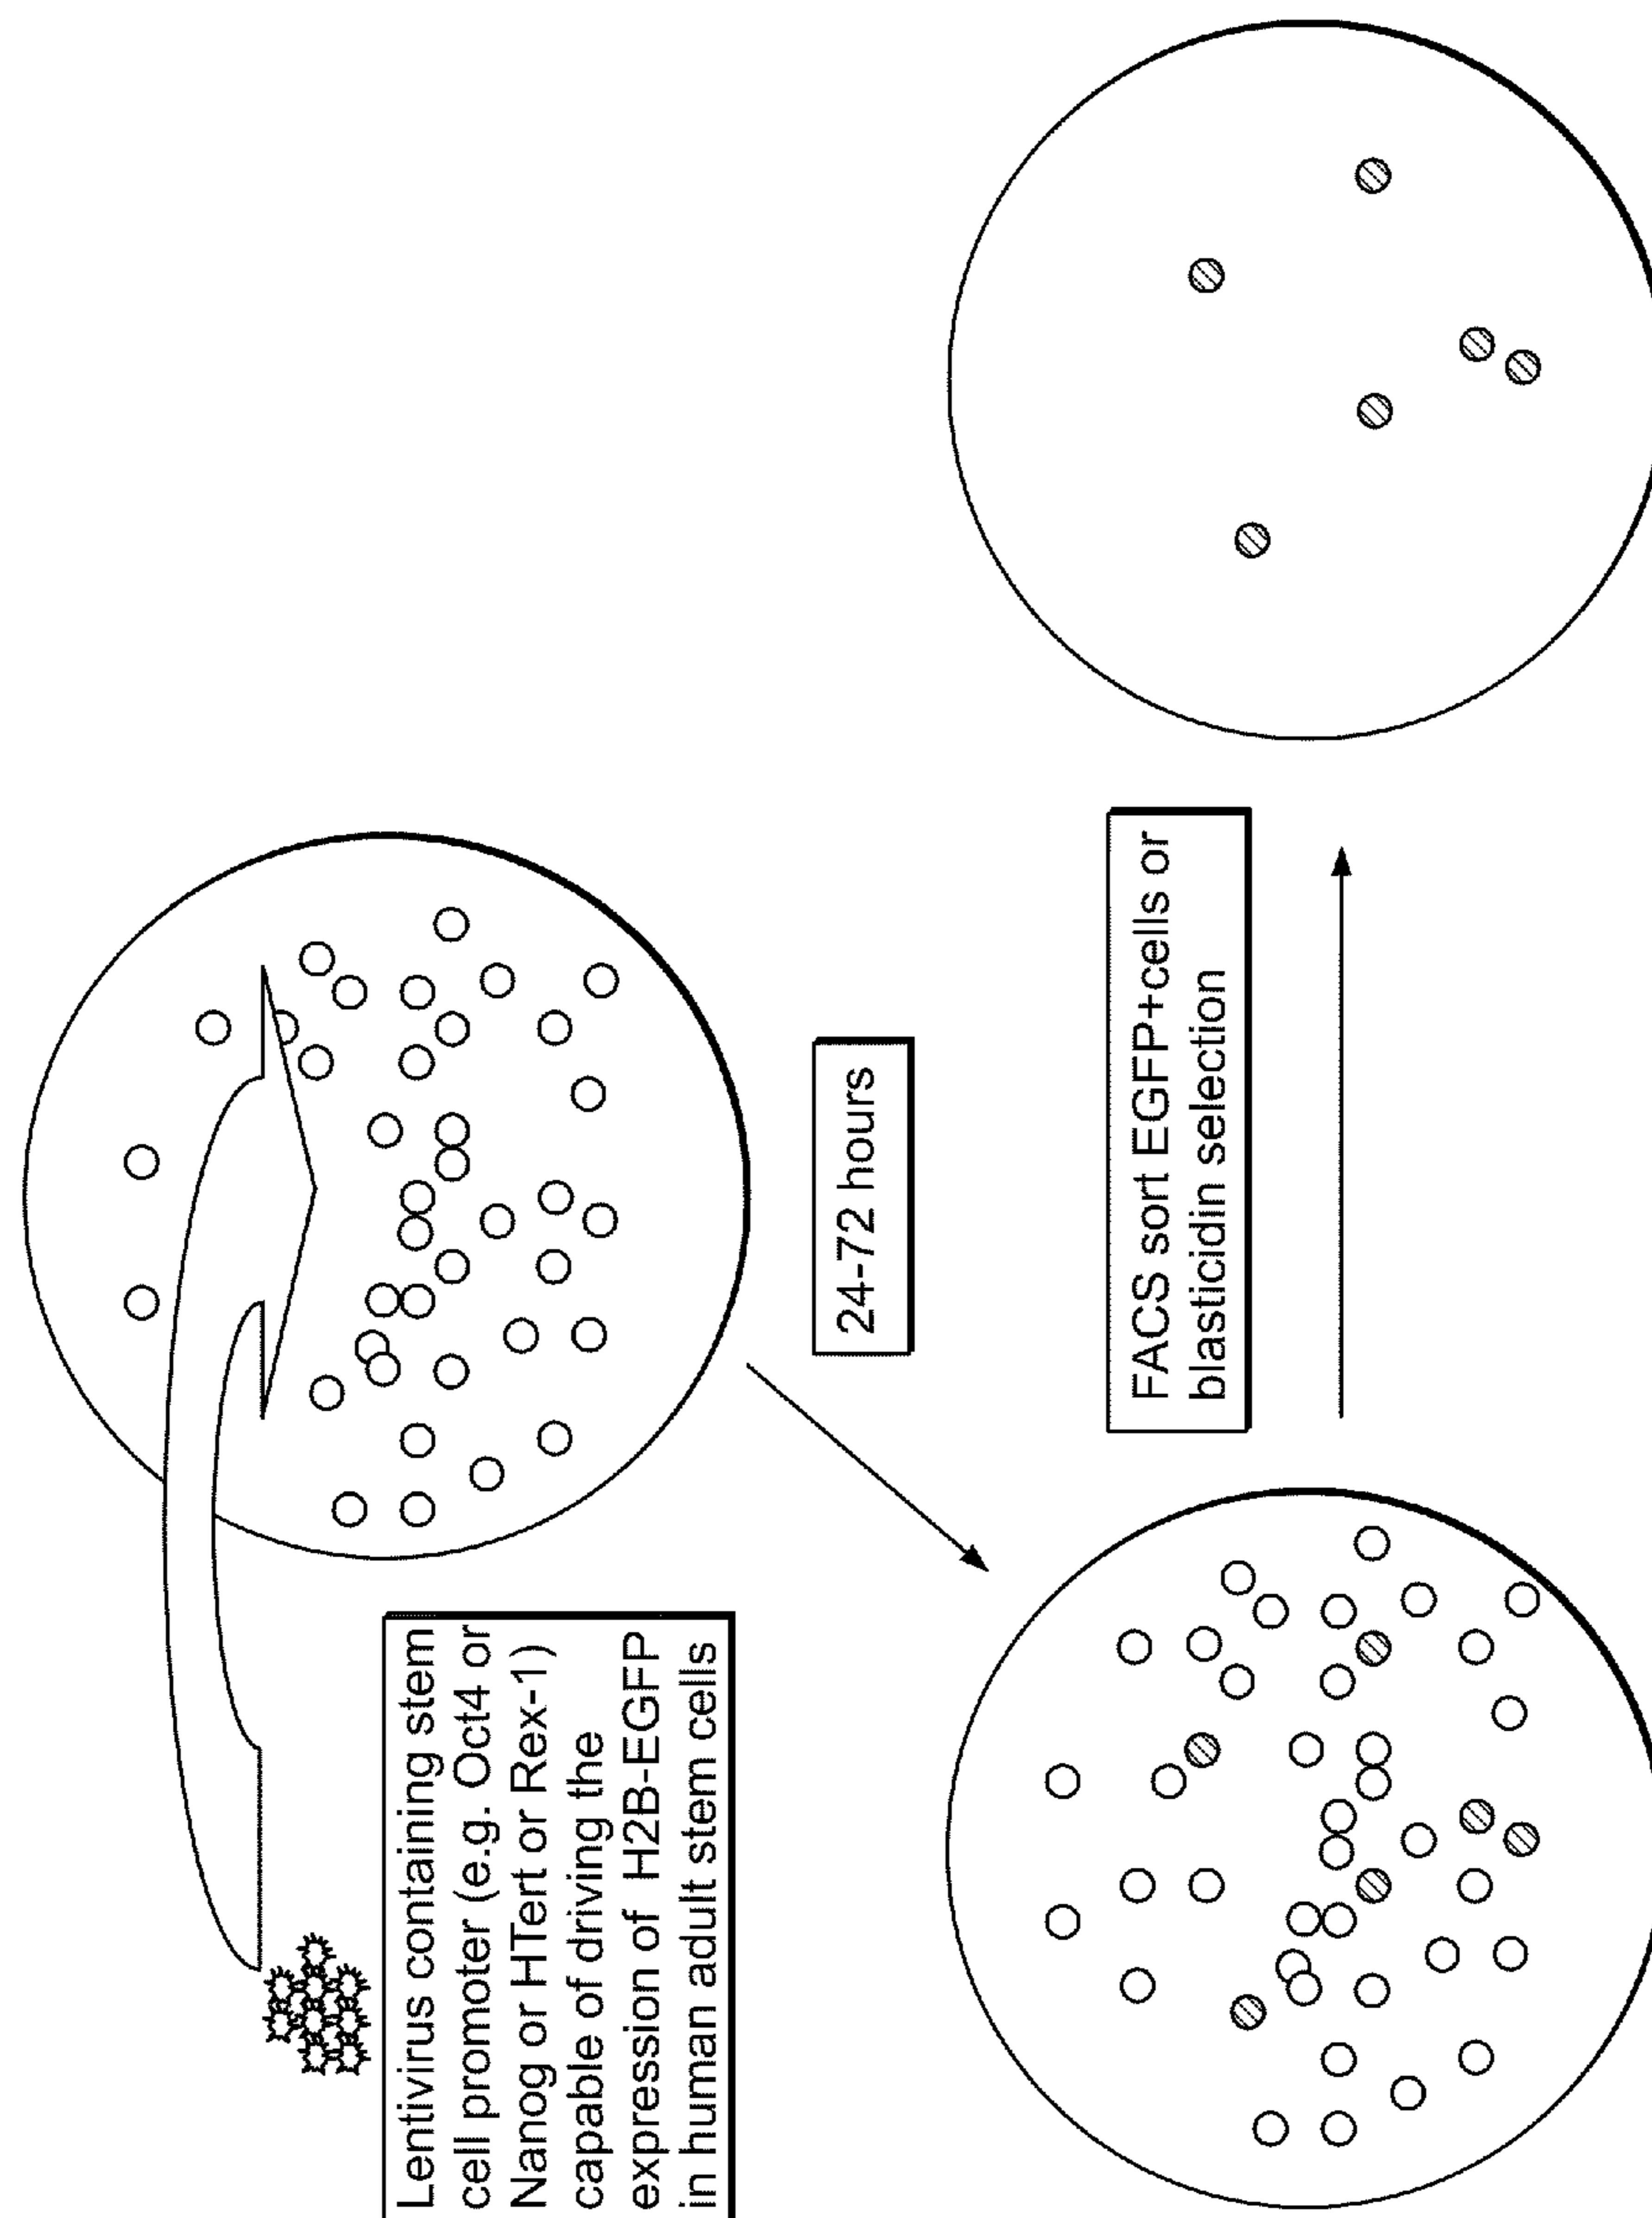 Lentivirus containing stem
cell promoter (e.g. Oct4 or
Nanog or HTert or Rex-1)
capable of driving the
expression of H2B-EGFP
in human adult stem cells
24-72 hours
FACS sort EGFP+cells or
blasticidin selection